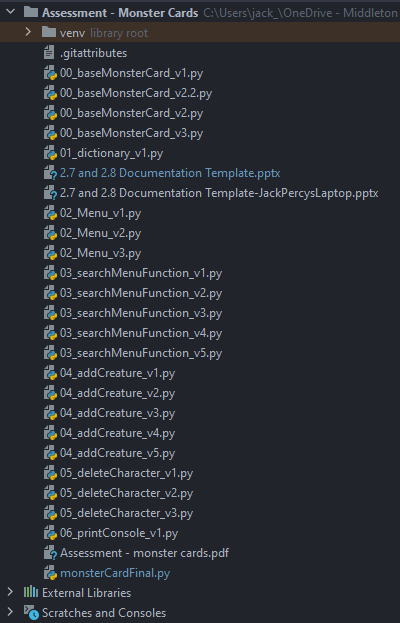 Assessment - Monster Cards C:\Users\jack_\OneDrive - Middleton
venv library root
.gitattributes
00_baseMonsterCard_v1.py
00_baseMonsterCard_v2.2.py
00_baseMonsterCard_v2.py
00_baseMonsterCard_v3.py
01_dictionary_v1.py
2.7 and 2.8 Documentation Template.pptx
2.7 and 2.8 Documentation Template-JackPercysLaptop.pptx
02_Menu_v1.py
02_Menu_v2.py
02_Menu_v3.py
03_searchMenuFunction_v1.py
03_searchMenuFunction_v2.py
03_searchMenuFunction_v3.py
03_searchMenuFunction_v4.py
03_searchMenuFunction_v5.py
04_addCreature_v1.py
04_addCreature_v2.py
04_addCreature_v3.py
04_addCreature_v4.py
04_addCreature_v5.py
05_deleteCharacter_v1.py
05_deleteCharacter_v2.py
05_deleteCharacter_v3.py
06_printConsole_v1.py
Assessment - monster cards.pdf
monsterCardFinal.py
External Libraries
Scratches and Consoles